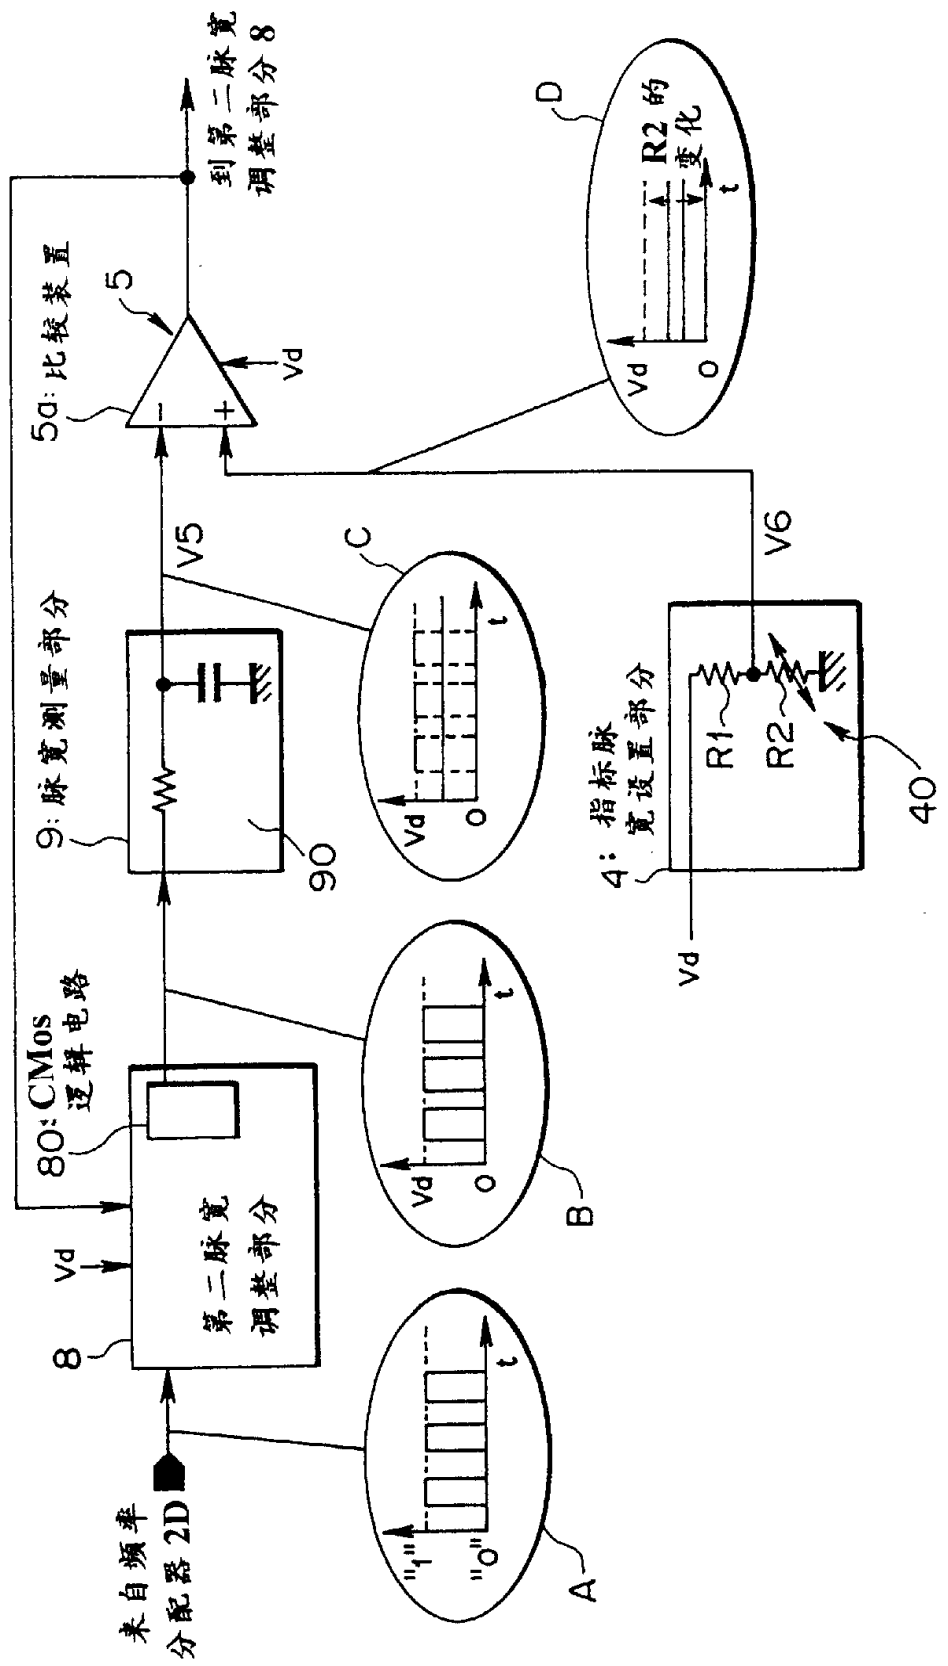 来自频率
分配器 2D
8
Vd
第二脉宽
调整部分
80: CMos
逻辑电路
9: 脉宽测量部分
90
V5
5a: 比较装置
5
−
+
Vd
到第二脉宽
调整部分 8
A
"1"
"0"
t
B
Vd
0
t
C
Vd
0
t
D
Vd
0
t
R2 的
变化
4: 指标脉
宽设置部分
Vd
R1
R2
40
V6